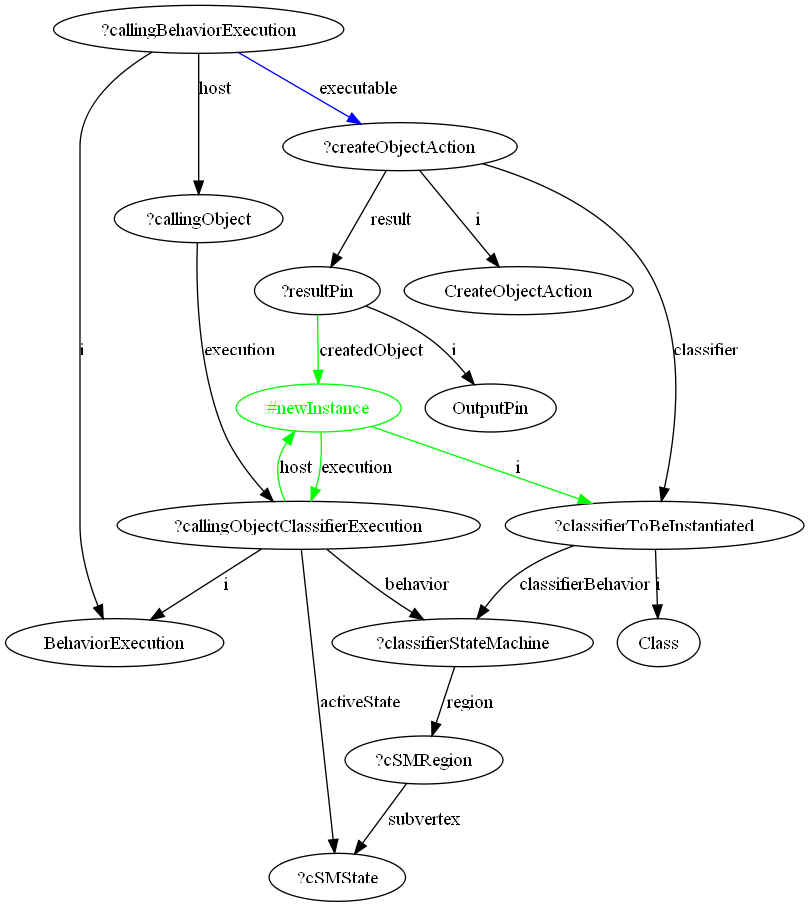 ?callingBehaviorExecution
host
executable
?createObjectAction
?callingObject
result
i
?resultPin
CreateObjectAction
i
execution
createdObject
i
classifier
#newInstance
OutputPin
host
execution
i
?callingObjectClassifierExecution
?classifierToBeInstantiated
i
behavior
classifierBehavior
i
BehaviorExecution
?classifierStateMachine
Class
activeState
region
?cSMRegion
subvertex
?cSMState